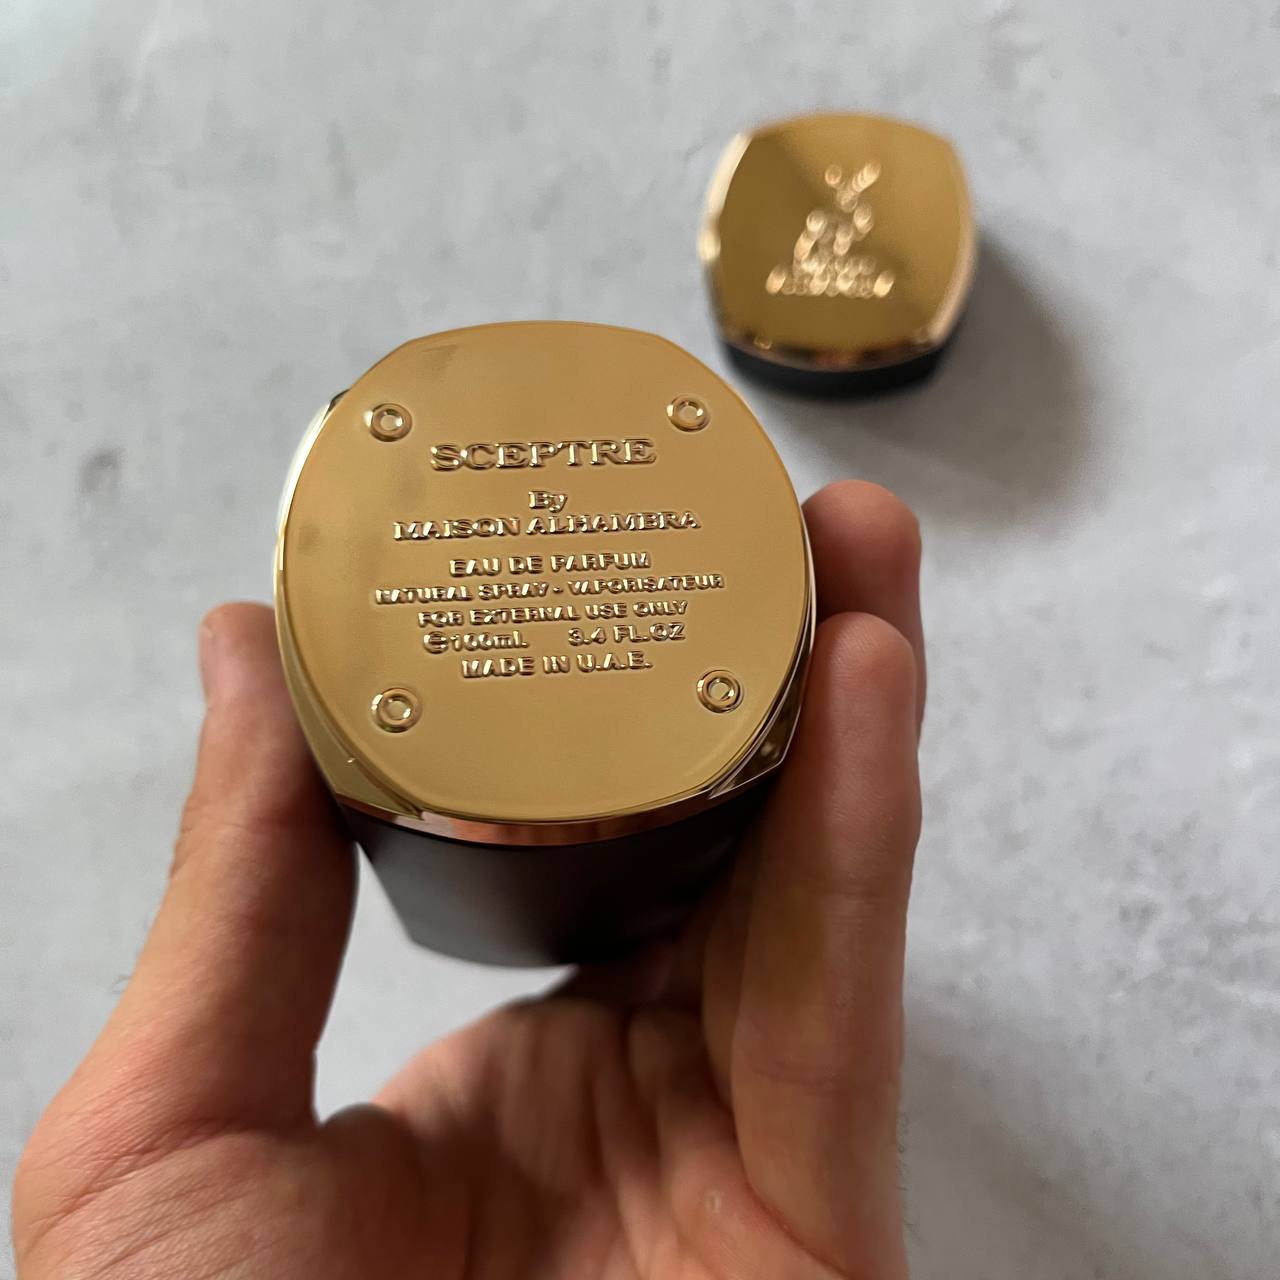 SCEPTRE
By
MAISON ALHAMBRA
EAU DE PARFUM
NATURAL SPRAY - VAPORISATEUR
FOR EXTERNAL USE ONLY
℮100ml. 3.4 FL.OZ
MADE IN U.A.E.